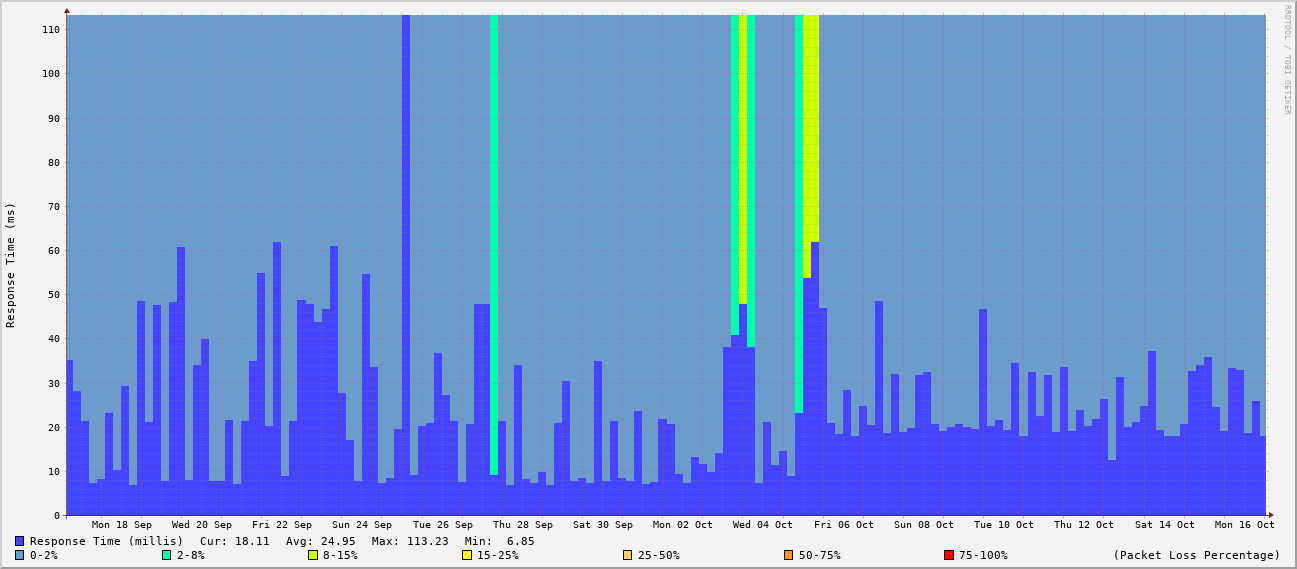 RRDTOOL / TOBI OETIKER
Response Time (ms)
110
100
90
80
70
60
50
40
30
20
10
0
Mon 18 Sep Wed 20 Sep Fri 22 Sep Sun 24 Sep Tue 26 Sep Thu 28 Sep Sat 30 Sep Mon 02 Oct Wed 04 Oct Fri 06 Oct Sun 08 Oct Tue 10 Oct Thu 12 Oct Sat 14 Oct Mon 16 Oct
Response Time (millis) Cur: 18.11 Avg: 24.95 Max: 113.23 Min: 6.85
0-2% 2-8% 8-15% 15-25% 25-50% 50-75% 75-100% (Packet Loss Percentage)